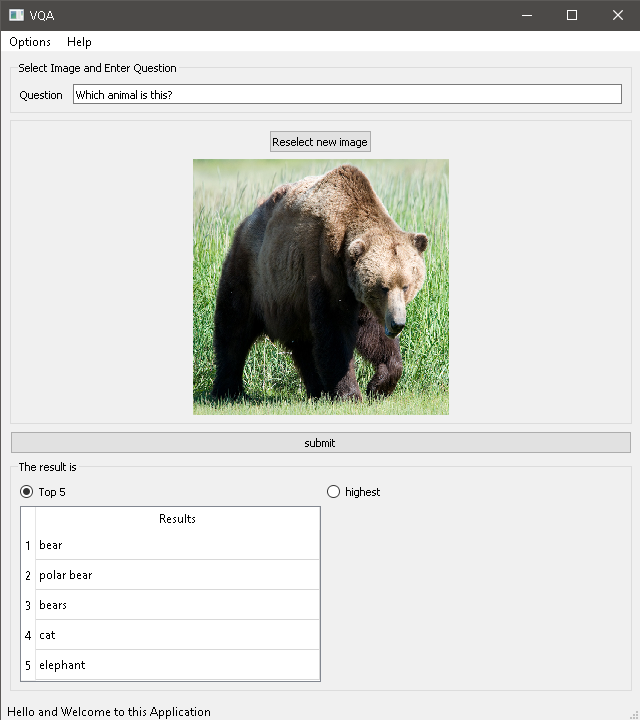 VQA
Options Help
Select Image and Enter Question
Question Which animal is this?
Reselect new image
submit
The result is
Top 5 highest
Results
1 bear
2 polar bear
3 bears
4 cat
5 elephant
Hello and Welcome to this Application